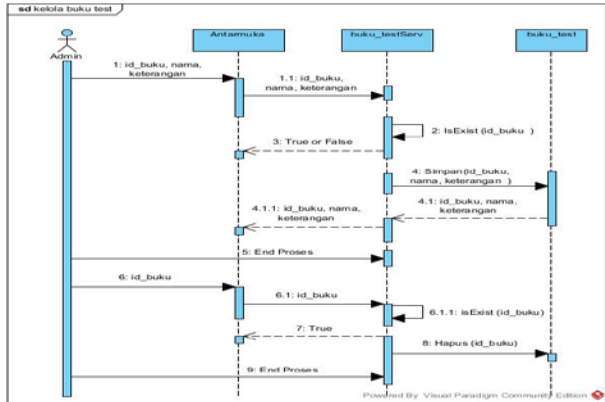 sd kelola buku test
Antarmuka
buku_testServ
buku_test
Admin
1: id_buku, nama,
keterangan
1.1: id_buku,
nama, keterangan
2: IsExist (id_buku )
3: True or False
4: Simpan(id_buku,
nama, keterangan )
4.1: id_buku, nama,
keterangan
4.1.1: id_buku, nama,
keterangan
5: End Proses
6: id_buku
6.1: id_buku
6.1.1: isExist (id_buku)
7: True
8: Hapus (id_buku)
9: End Proses
Powered By Visual Paradigm Community Edition